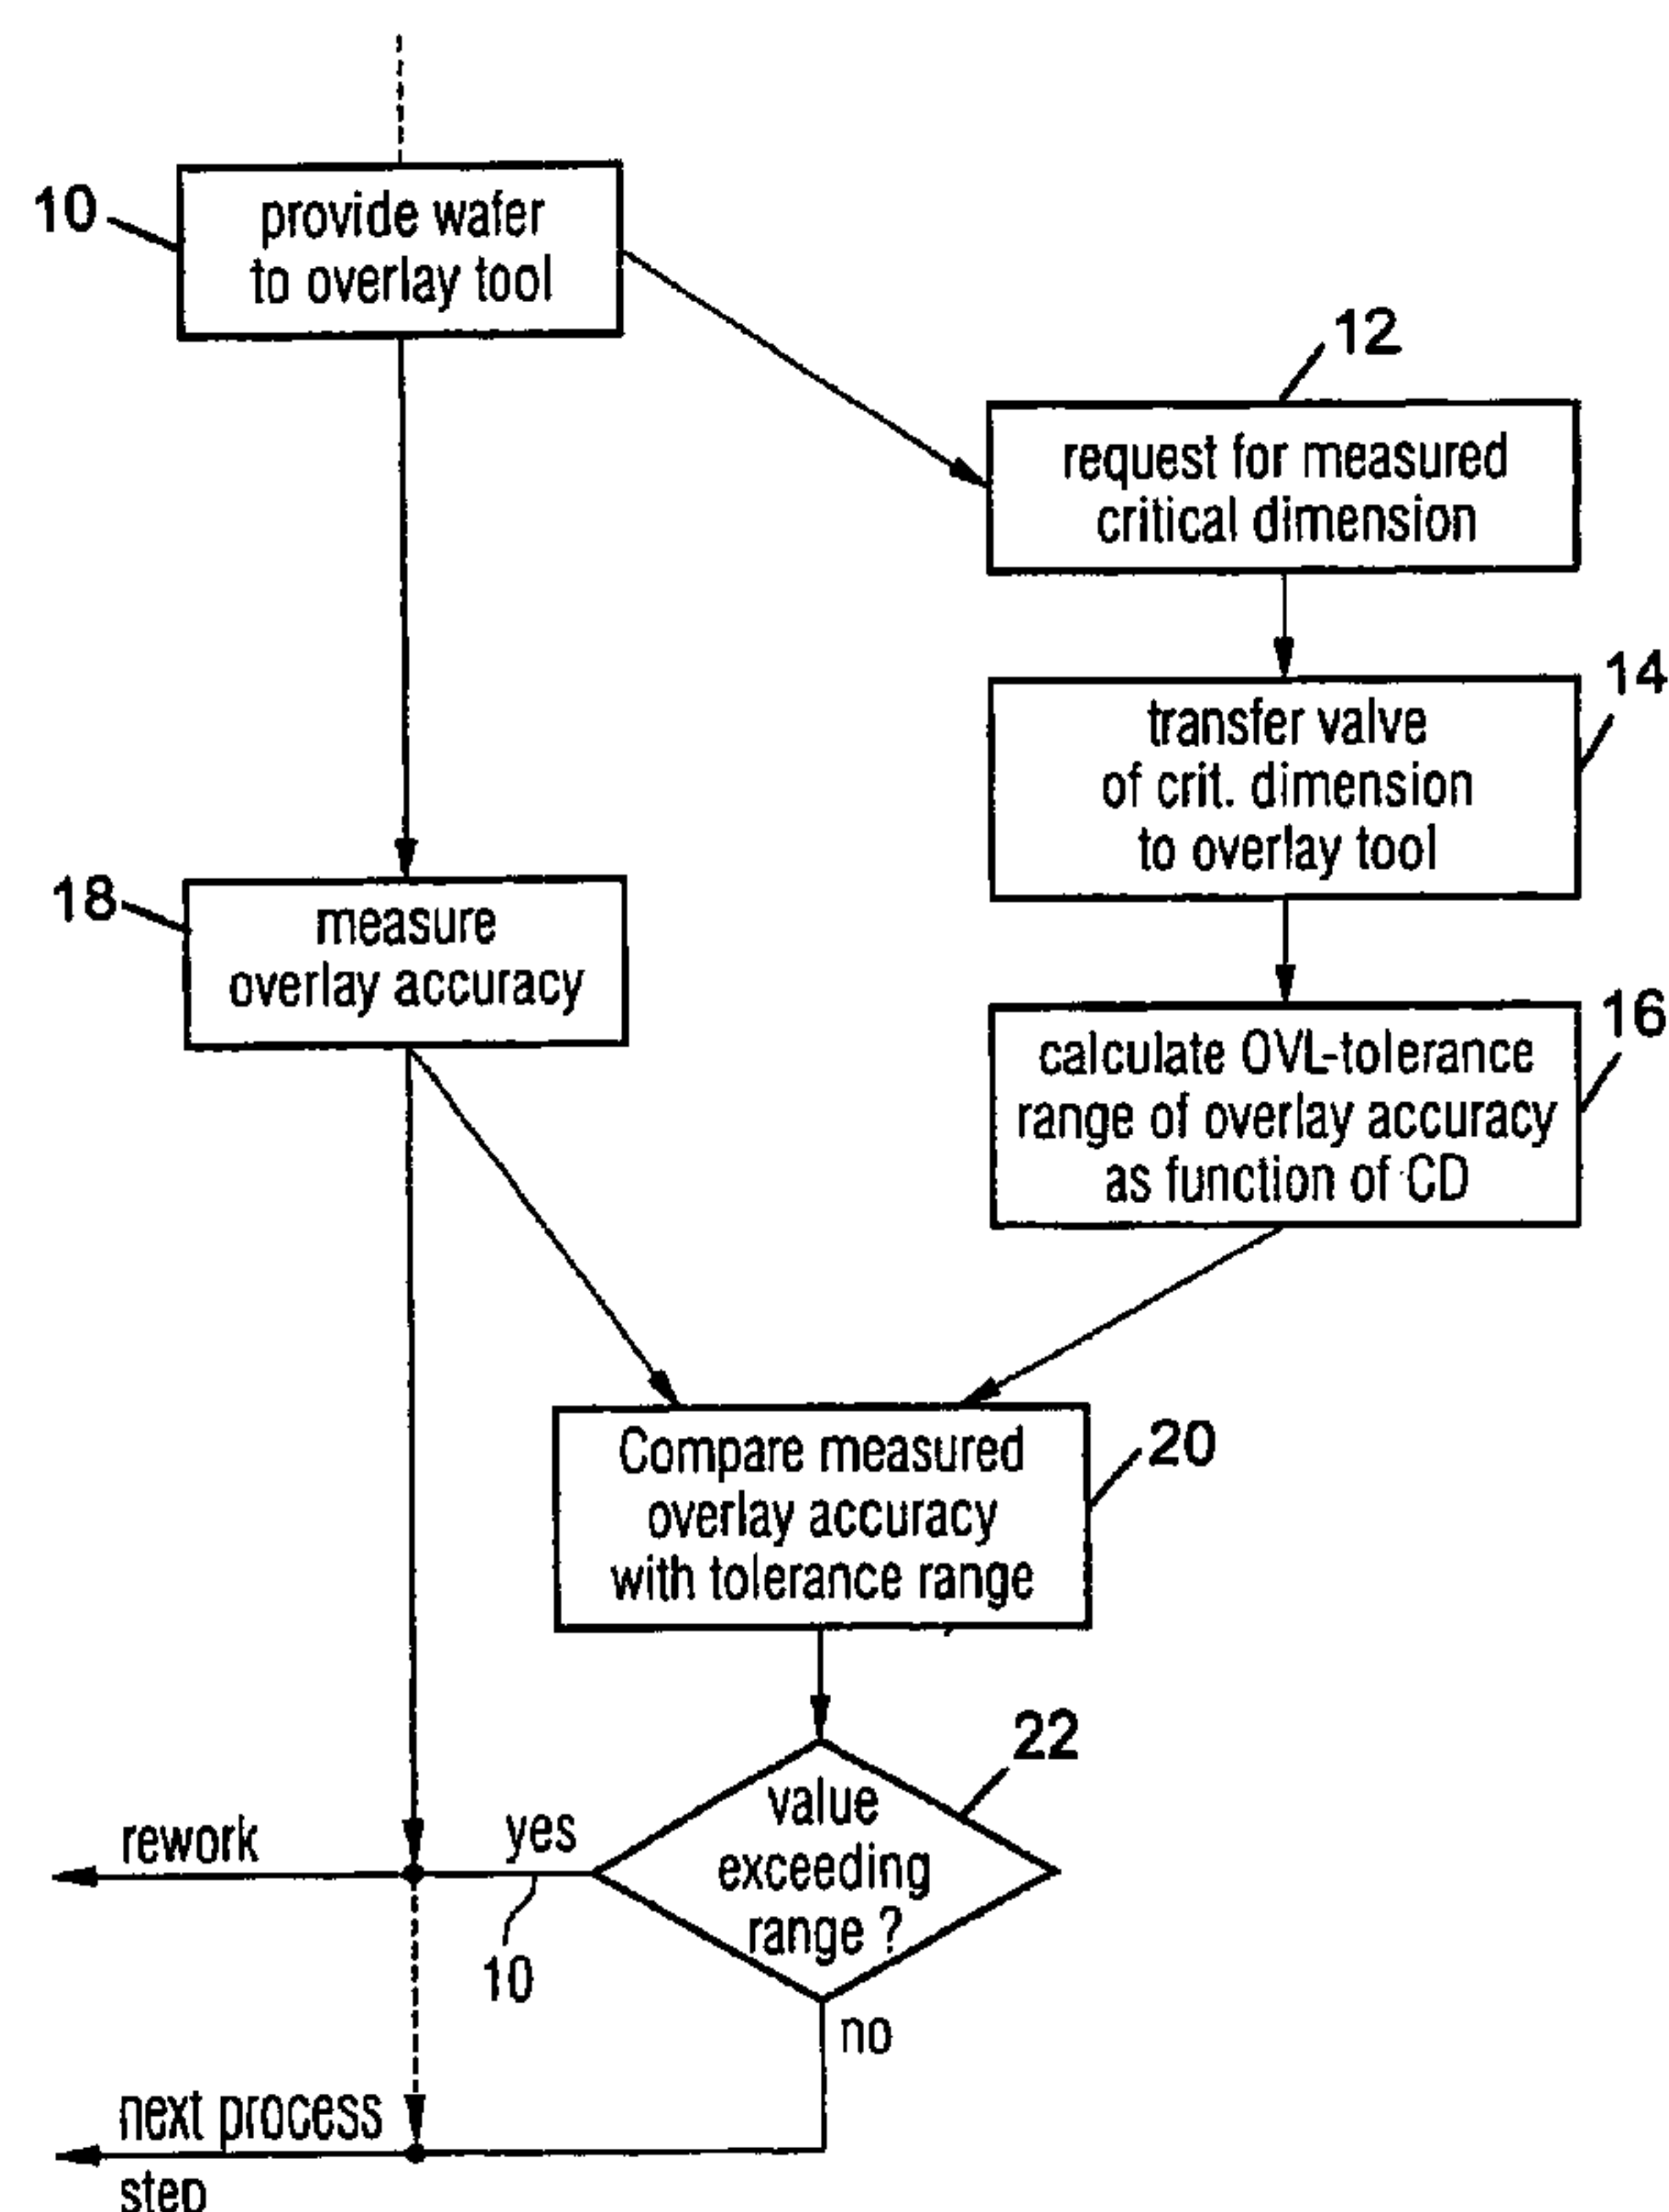 10
provide wafer
to overlay tool
12
request for measured
critical dimension
14
transfer valve
of crit. dimension
to overlay tool
18
measure
overlay accuracy
16
calculate OVL-tolerance
range of overlay accuracy
as function of CD
Compare measured
overlay accuracy
with tolerance range
20
22
value
exceeding
range ?
yes
rework
10
no
next process
step